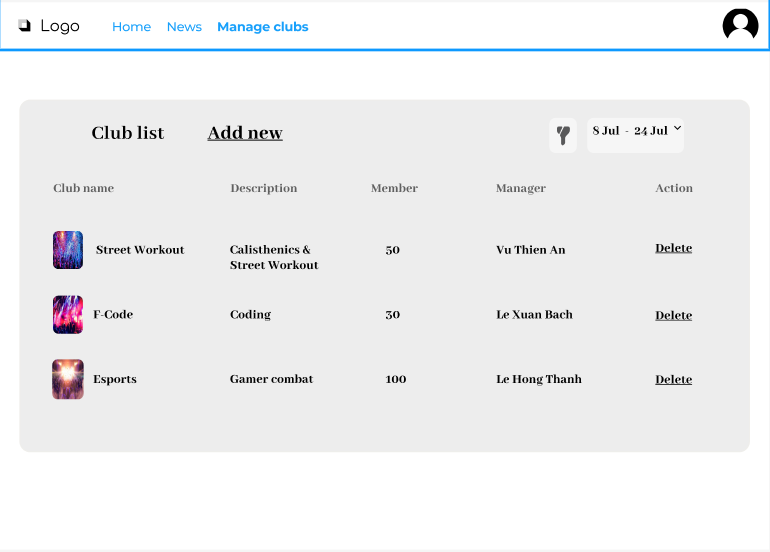 Logo Home News Manage clubs
Club list Add new 8 Jul - 24 Jul
Club name Description Member Manager Action
Street Workout Calisthenics & 50 Vu Thien An Delete
Street Workout
F-Code Coding 30 Le Xuan Bach Delete
Esports Gamer combat 100 Le Hong Thanh Delete